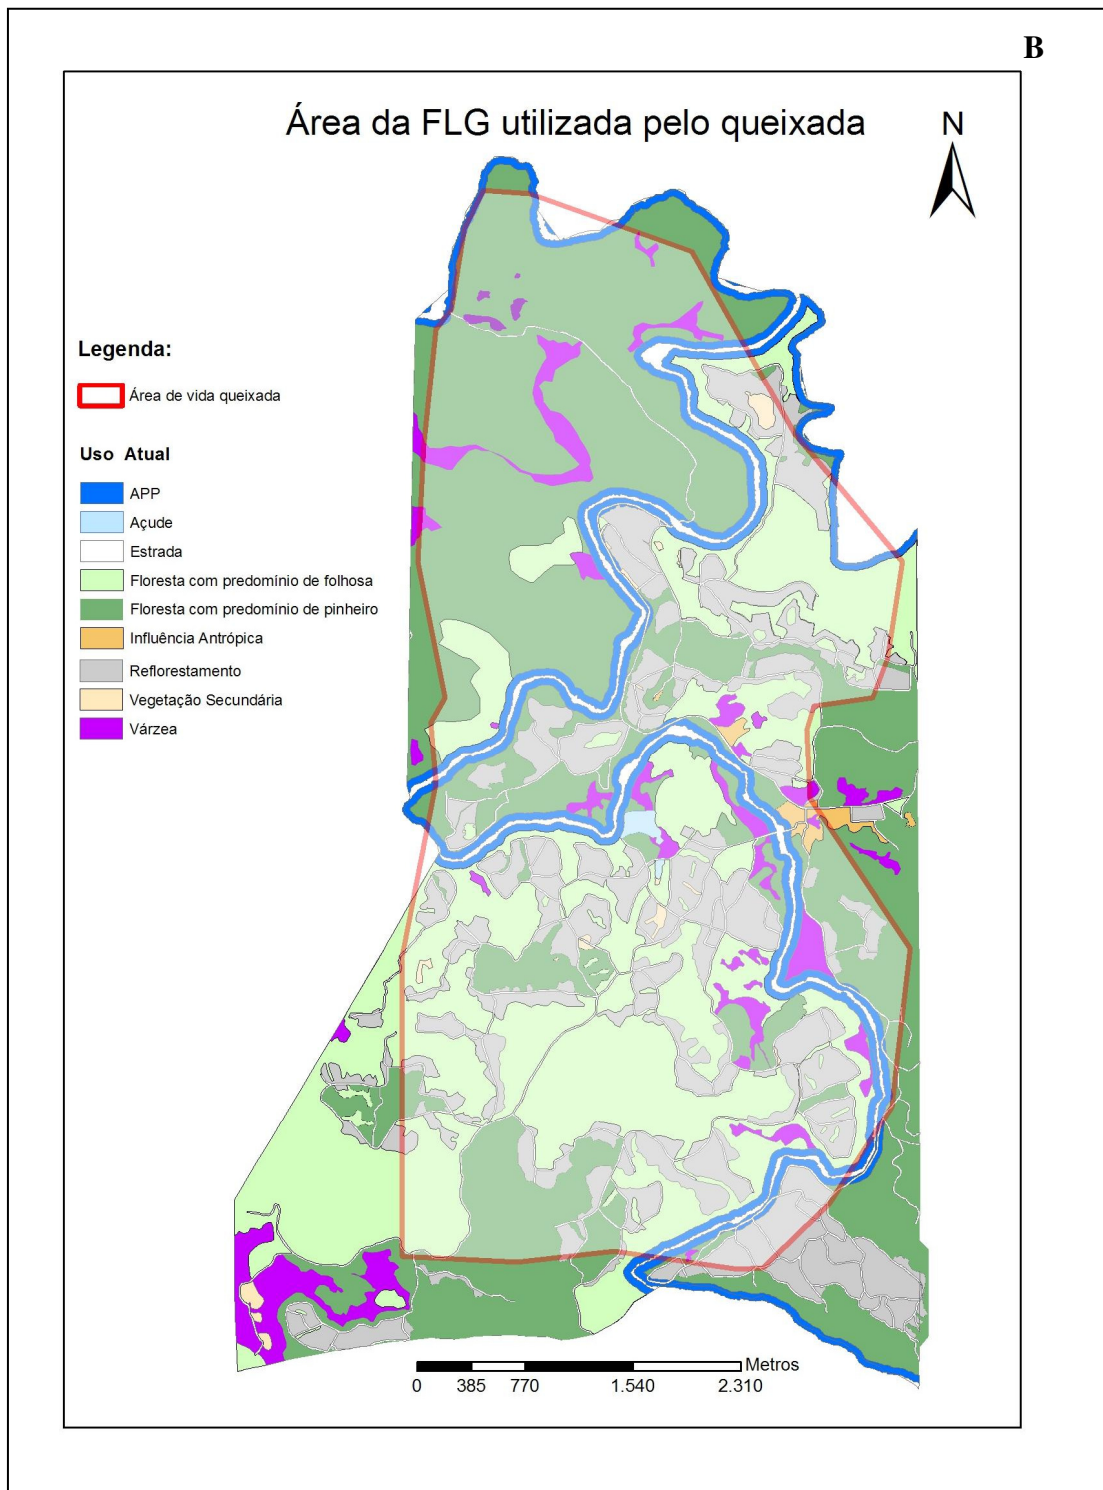 B
Área da FLG utilizada pelo queixada
N
Legenda:
Área de vida queixada
Uso Atual
APP
Açude
Estrada
Floresta com predomínio de folhosa
Floresta com predomínio de pinheiro
Influência Antrópica
Reflorestamento
Vegetação Secundária
Várzea
Metros
0 385 770 1.540 2.310